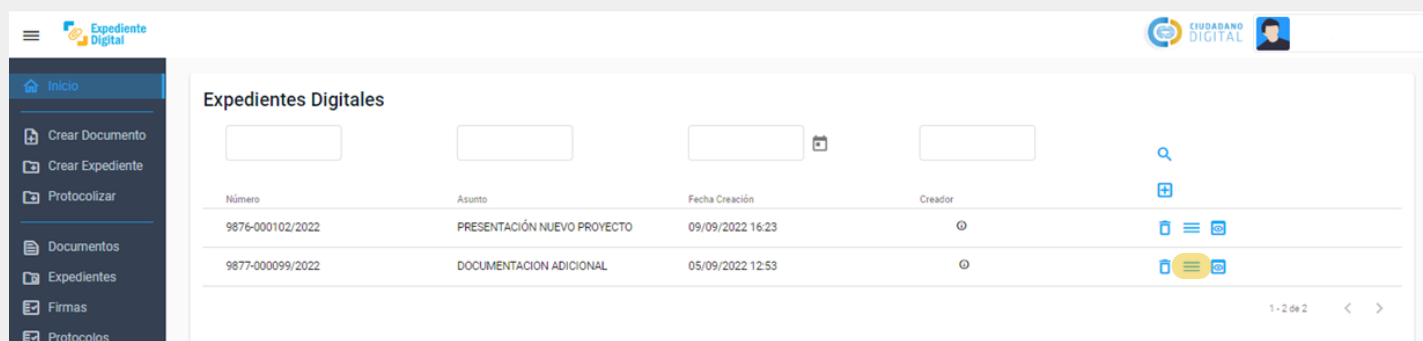 Expediente
Digital
CIUDADANO
DIGITAL
Inicio
Crear Documento
Crear Expediente
Protocolizar
Documentos
Expedientes
Firmas
Protocolos
Expedientes Digitales
Número Asunto Fecha Creación Creador
9876-000102/2022 PRESENTACIÓN NUEVO PROYECTO 09/09/2022 16:23
9877-000099/2022 DOCUMENTACION ADICIONAL 05/09/2022 12:53
1 - 2 de 2